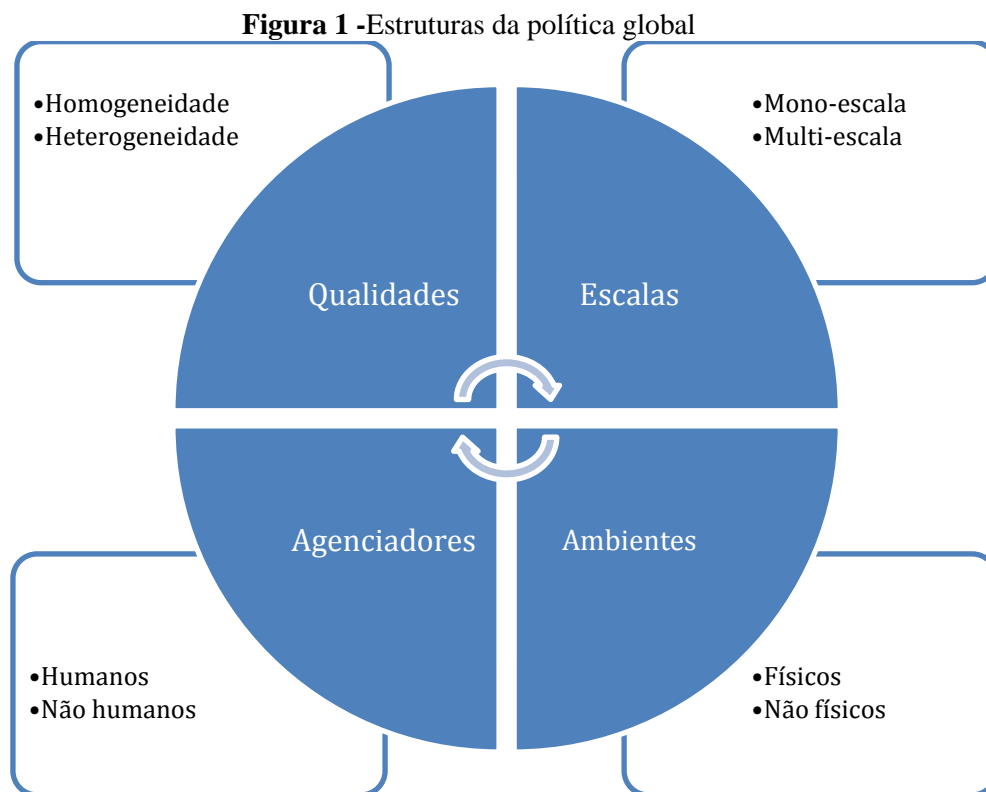 Figura 1 -Estruturas da política global
•Homogeneidade
•Heterogeneidade
•Mono-escala
•Multi-escala
Qualidades
Escalas
Agenciadores
Ambientes
•Humanos
•Não humanos
•Físicos
•Não físicos